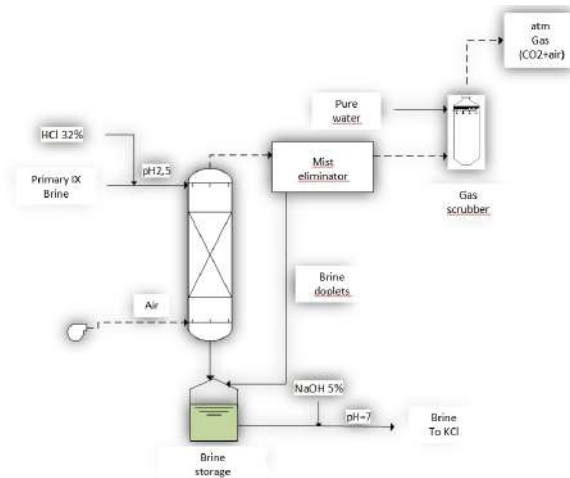 atm
Gas
(CO2+air)
Pure
water
HCl 32%
pH2,5
Primary IX
Brine
Mist
eliminator
Gas
scrubber
Air
Brine
doplets
NaOH 5%
pH=7
Brine
To KCl
Brine
storage